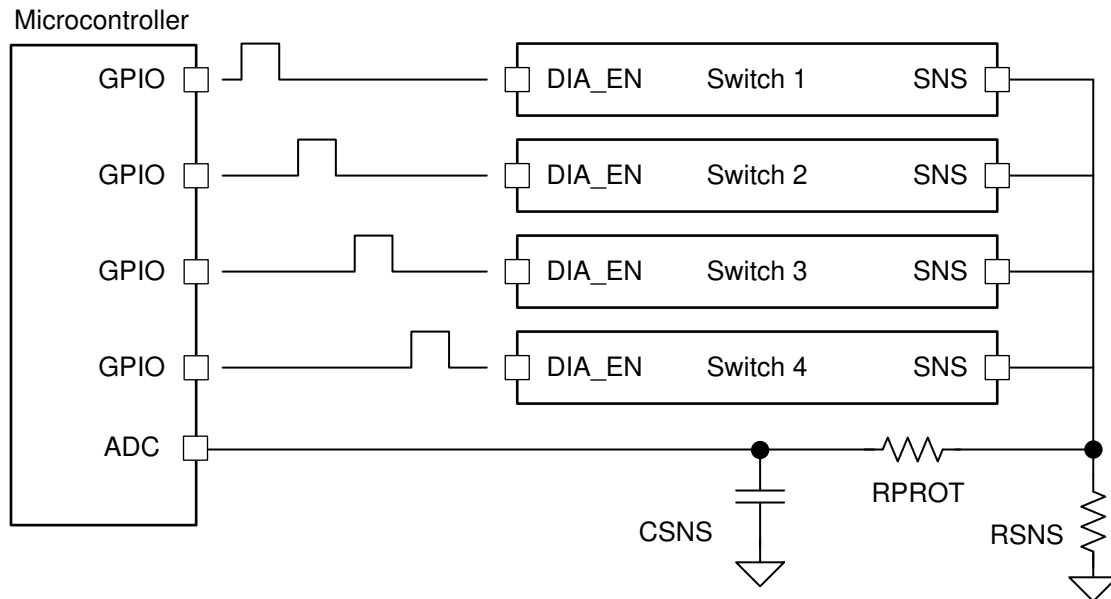 Microcontroller
GPIO DIA_EN Switch 1 SNS
GPIO DIA_EN Switch 2 SNS
GPIO DIA_EN Switch 3 SNS
GPIO DIA_EN Switch 4 SNS
ADC
RPROT
CSNS RSNS